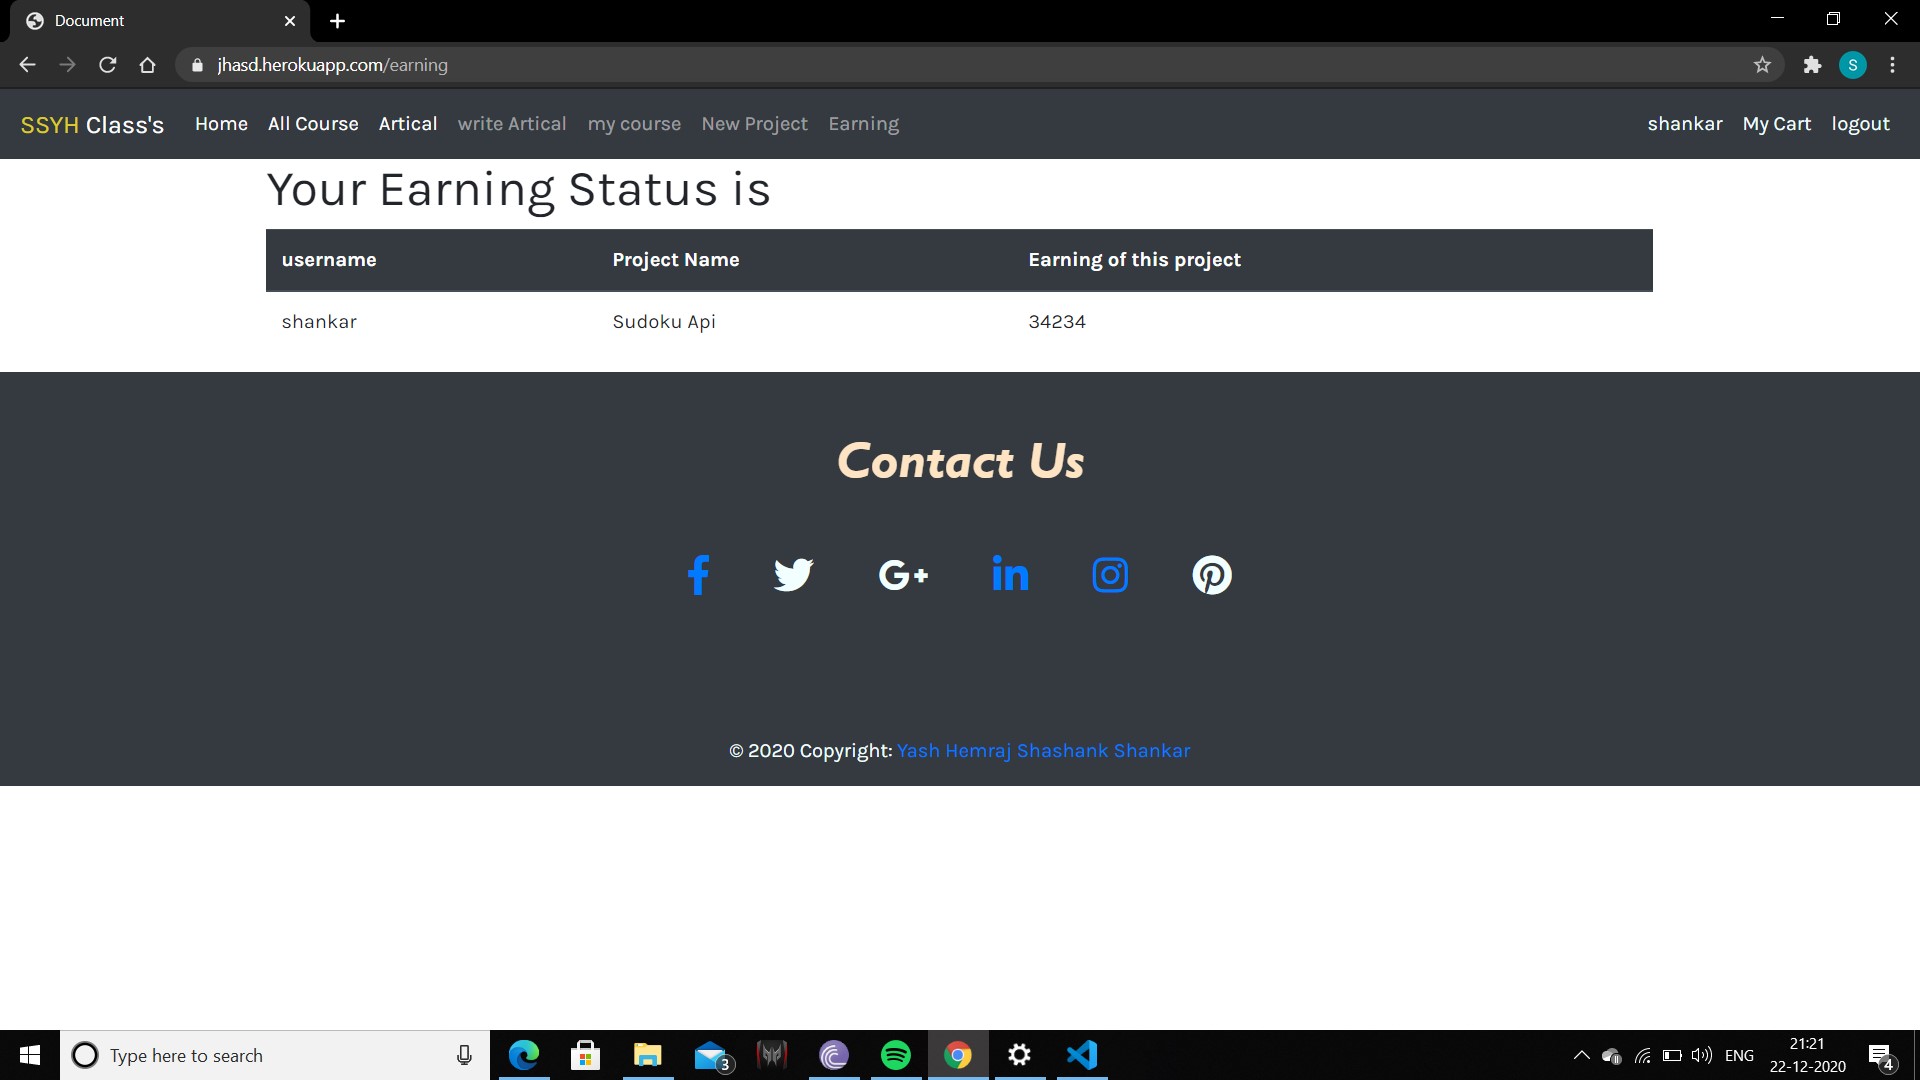 Document
jhasd.herokuapp.com/earning
S
SSYH Class's Home All Course Artical write Artical my course New Project Earning shankar My Cart logout
Your Earning Status is
username Project Name Earning of this project
shankar Sudoku Api 34234
Contact Us
© 2020 Copyright: Yash Hemraj Shashank Shankar
Type here to search
3
ENG
21:21
22-12-2020
4